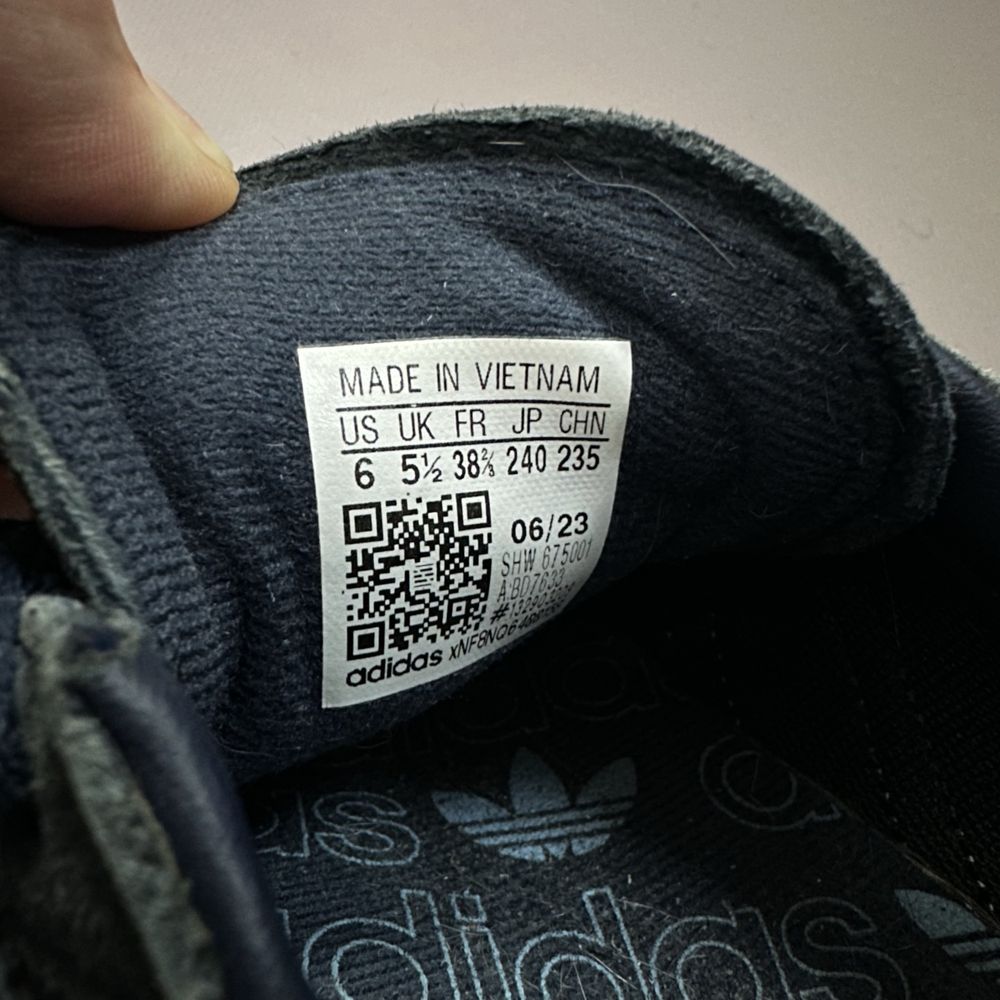 MADE IN VIETNAM
US UK FR JP CHN
6 5½ 38⅔ 240 235
06/23
SHW 675001
A:BD7633
adidas
adidas